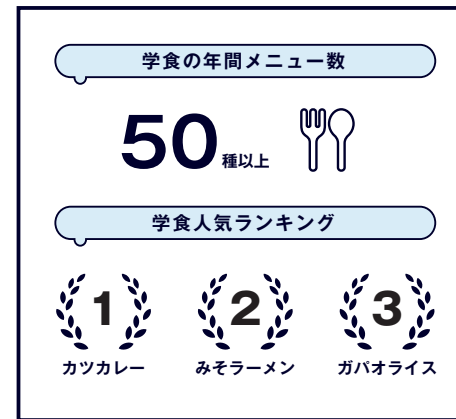 学食の年間メニュー数
50種以上
学食人気ランキング
1 2 3
カツカレー みそラーメン ガパオライス